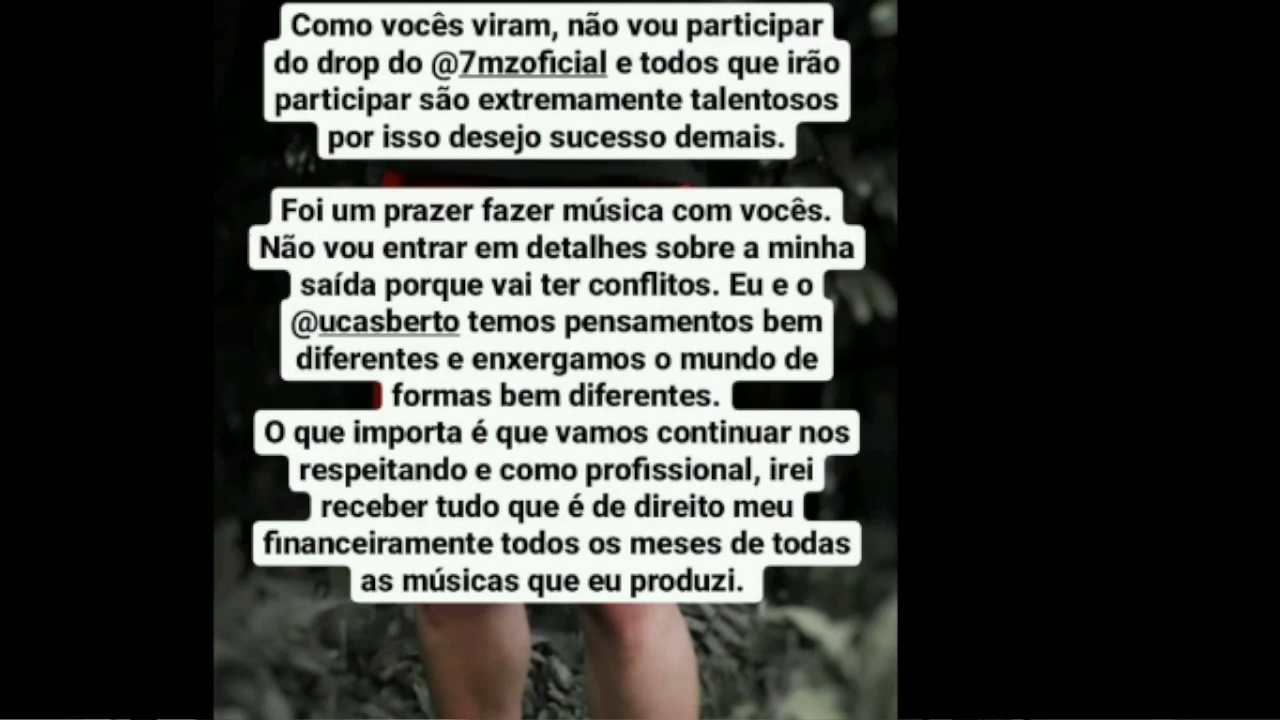 Como vocês viram, não vou participar
do drop do @7mzoficial e todos que irão
participar são extremamente talentosos
por isso desejo sucesso demais.
Foi um prazer fazer música com vocês.
Não vou entrar em detalhes sobre a minha
saída porque vai ter conflitos. Eu e o
@ucasberto temos pensamentos bem
diferentes e enxergamos o mundo de
formas bem diferentes.
O que importa é que vamos continuar nos
respeitando e como profissional, irei
receber tudo que é de direito meu
financeiramente todos os meses de todas
as músicas que eu produzi.